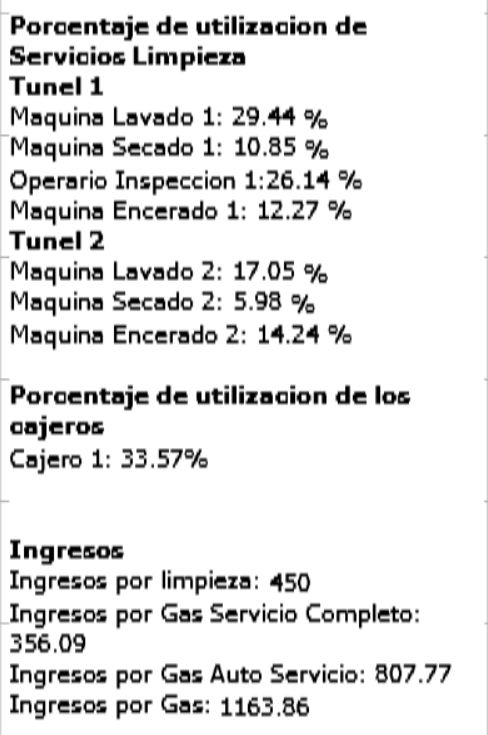 Porcentaje de utilizacion de
Servicios Limpieza
Tunel 1
Maquina Lavado 1: 29.44 %
Maquina Secado 1: 10.85 %
Operario Inspeccion 1:26.14 %
Maquina Encerado 1: 12.27 %
Tunel 2
Maquina Lavado 2: 17.05 %
Maquina Secado 2: 5.98 %
Maquina Encerado 2: 14.24 %
Porcentaje de utilizacion de los
cajeros
Cajero 1: 33.57%
Ingresos
Ingresos por limpieza: 450
Ingresos por Gas Servicio Completo:
356.09
Ingresos por Gas Auto Servicio: 807.77
Ingresos por Gas: 1163.86